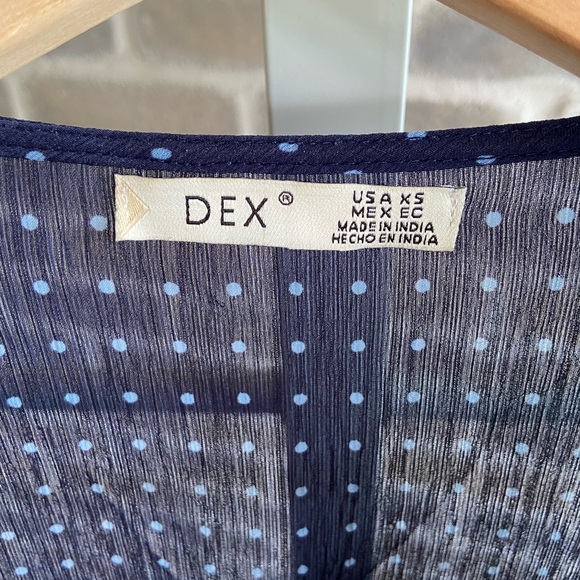 DEX®
USA XS
MEX EC
MADE IN INDIA
HECHO EN INDIA